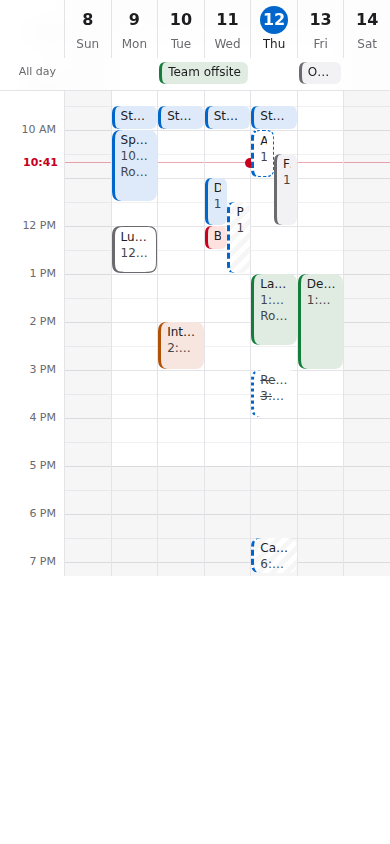 8 9 10 11 12 13 14
Sun Mon Tue Wed Thu Fri Sat
All day Team offsite O…
St… St… St… St…
10 AM
Sp…
10…
Ro…
A
1
10:41
F
1
D
1
P
1
12 PM
B
Lu…
12…
1 PM
La…
1:…
Ro…
De…
1:…
2 PM
Int…
2:…
3 PM
Re…
3:…
4 PM
5 PM
6 PM
Ca…
6:…
7 PM